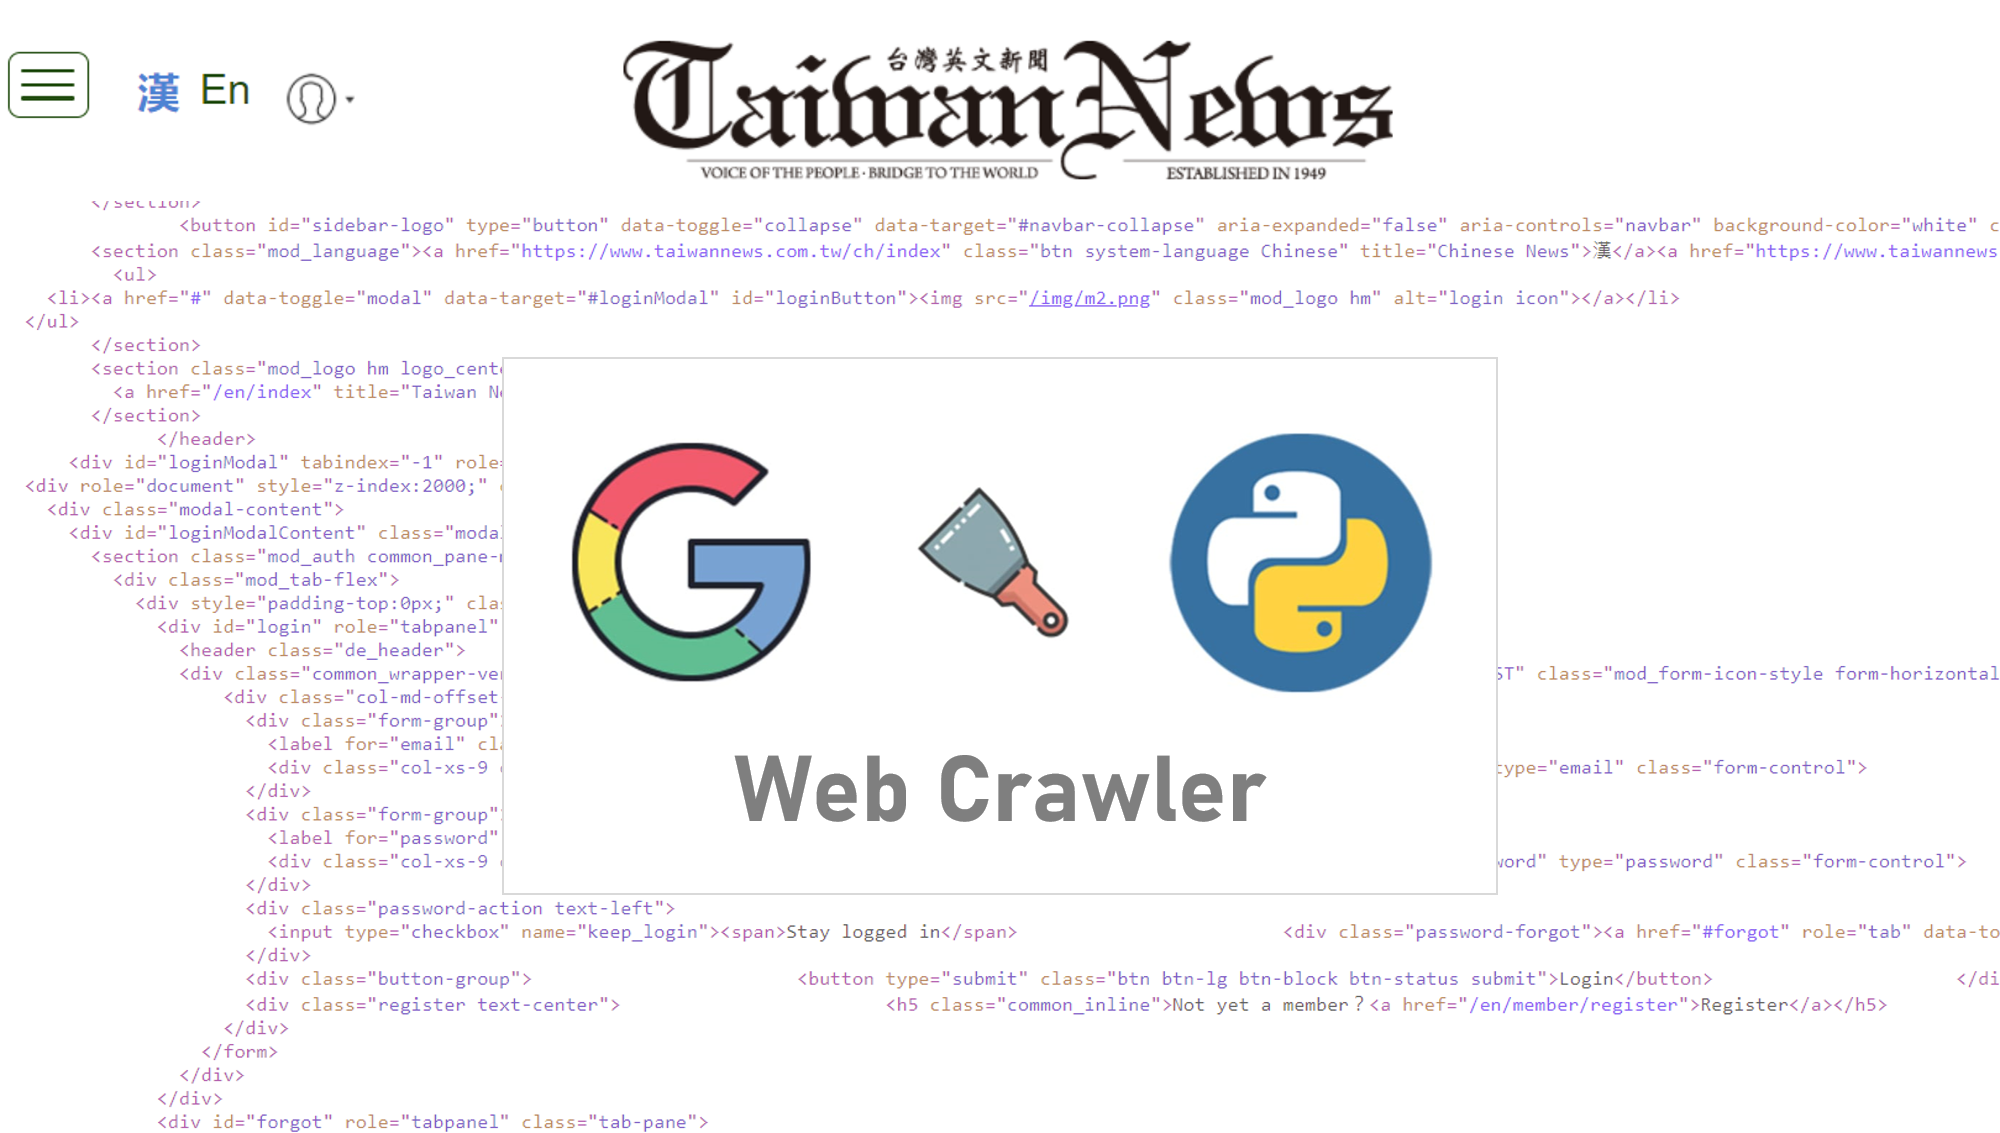 漢 En
台灣英文新聞
Taiwan News
VOICE OF THE PEOPLE · BRIDGE TO THE WORLD ESTABLISHED IN 1949
</section>
<button id="sidebar-logo" type="button" data-toggle="collapse" data-target="#navbar-collapse" aria-expanded="false" aria-controls="navbar" background-color="white" c
<section class="mod_language"><a href="https://www.taiwannews.com.tw/ch/index" class="btn system-language Chinese" title="Chinese News">漢</a><a href="https://www.taiwannews
<ul>
<li><a href="#" data-toggle="modal" data-target="#loginModal" id="loginButton"><img src="/img/m2.png" class="mod_logo hm" alt="login icon"></a></li>
</ul>
</section>
<section class="mod_logo hm logo_cente
<a href="/en/index" title="Taiwan Ne
</section>
</header>
<div id="loginModal" tabindex="-1" role=
<div role="document" style="z-index:2000;"
<div class="modal-content">
<div id="loginModalContent" class="modal
<section class="mod_auth common_pane-m
<div class="mod_tab-flex">
<div style="padding-top:0px;" clas
<div id="login" role="tabpanel"
<header class="de_header">
<div class="common_wrapper-ver ST" class="mod_form-icon-style form-horizontal
<div class="col-md-offset-
<div class="form-group">
<label for="email" cla
<div class="col-xs-9 type="email" class="form-control">
</div>
<div class="form-group">
<label for="password"
<div class="col-xs-9 word" type="password" class="form-control">
</div>
<div class="password-action text-left">
<input type="checkbox" name="keep_login"><span>Stay logged in</span> <div class="password-forgot"><a href="#forgot" role="tab" data-to
</div>
<div class="button-group"> <button type="submit" class="btn btn-lg btn-block btn-status submit">Login</button> </di
<div class="register text-center"> <h5 class="common_inline">Not yet a member？<a href="/en/member/register">Register</a></h5>
</div>
</form>
</div>
</div>
<div id="forgot" role="tabpanel" class="tab-pane">
Web Crawler